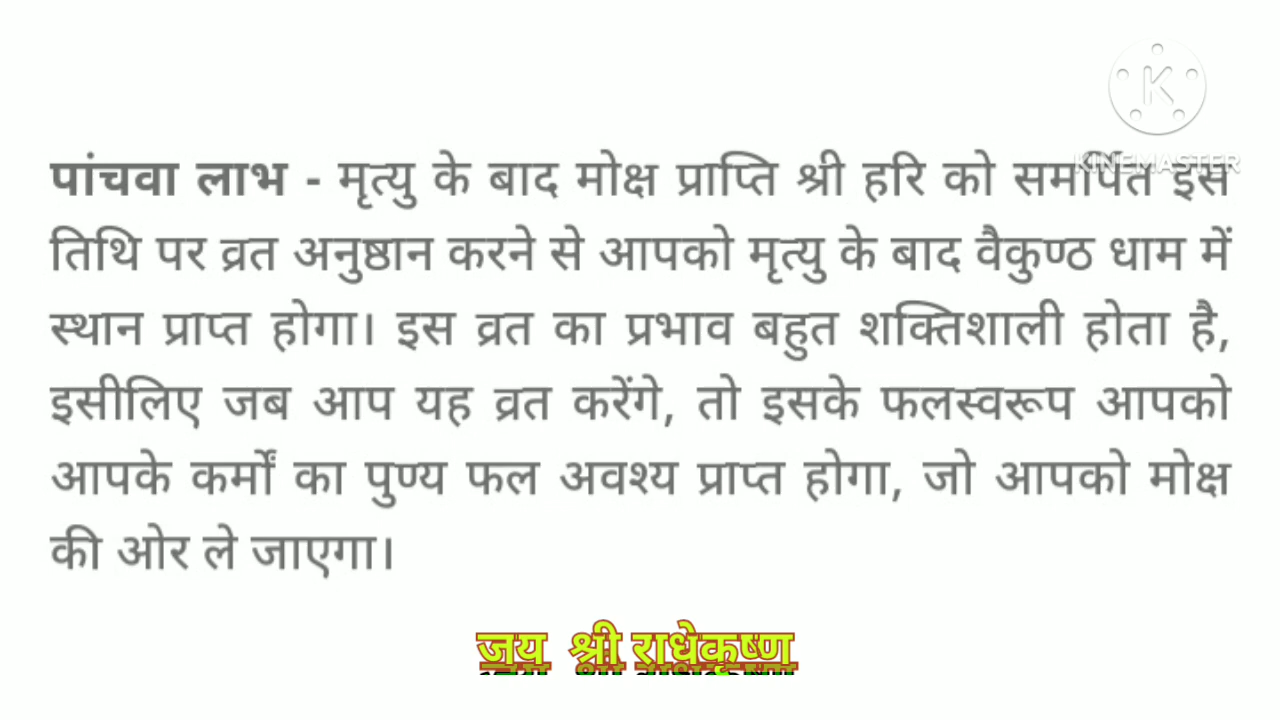 KINEMASTER
पांचवा लाभ - मृत्यु के बाद मोक्ष प्राप्ति श्री हरि को समर्पित इस
तिथि पर व्रत अनुष्ठान करने से आपको मृत्यु के बाद वैकुण्ठ धाम में
स्थान प्राप्त होगा। इस व्रत का प्रभाव बहुत शक्तिशाली होता है,
इसीलिए जब आप यह व्रत करेंगे, तो इसके फलस्वरूप आपको
आपके कर्मों का पुण्य फल अवश्य प्राप्त होगा, जो आपको मोक्ष
की ओर ले जाएगा।
जय श्री राधेकृष्ण